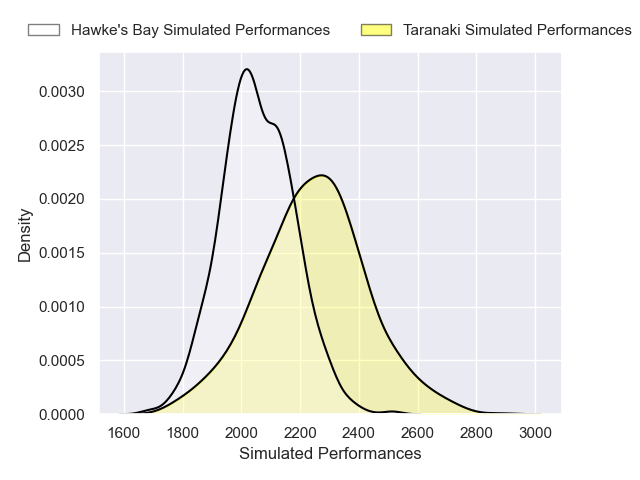 Hawke's Bay Simulated Performances
Taranaki Simulated Performances
0.0030
0.0025
0.0020
0.0015
0.0010
0.0005
0.0000
Density
1600 1800 2000 2200 2400 2600 2800 3000
Simulated Performances